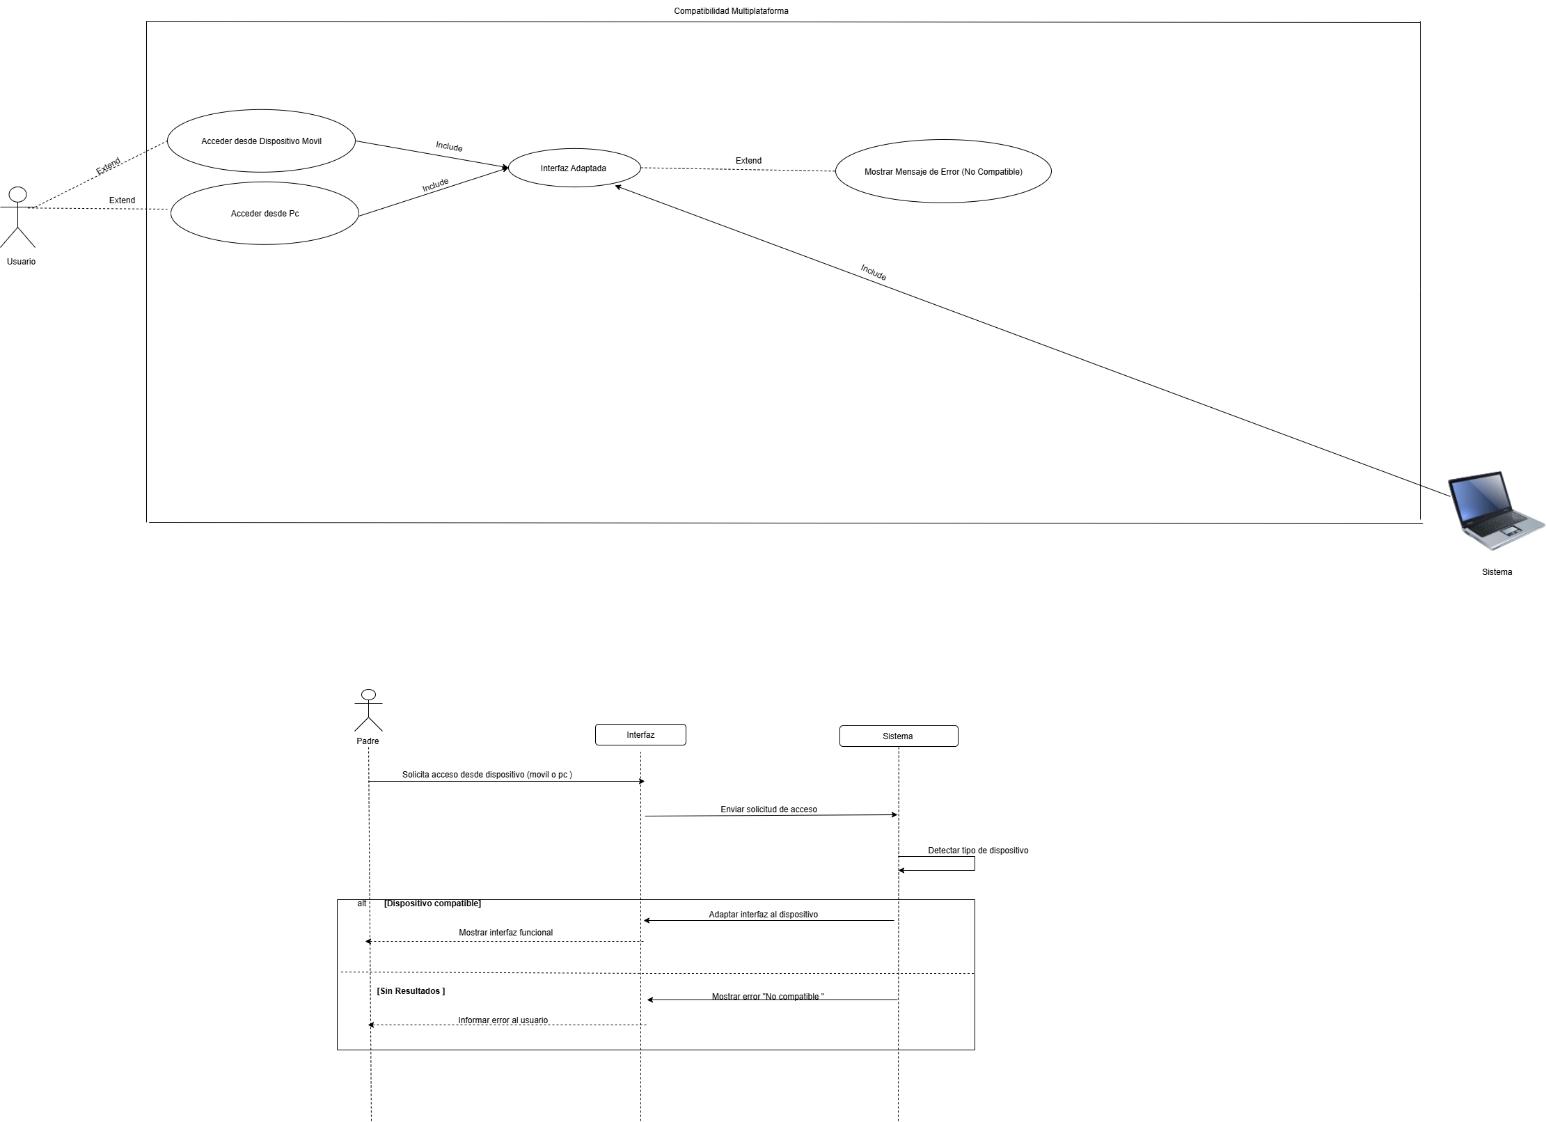 Compatibilidad Multiplataforma
Acceder desde Dispositivo Movil
Include
Extend
Interfaz Adaptada
Extend
Mostrar Mensaje de Error (No Compatible)
Include
Extend
Acceder desde Pc
Usuario
Include
Sistema
Padre
Interfaz
Sistema
Solicita acceso desde dispositivo (movil o pc )
Enviar solicitud de acceso
Detectar tipo de dispositivo
alt
[Dispositivo compatible]
Adaptar interfaz al dispositivo
Mostrar interfaz funcional
[Sin Resultados ]
Mostrar error "No compatible "
Informar error al usuario